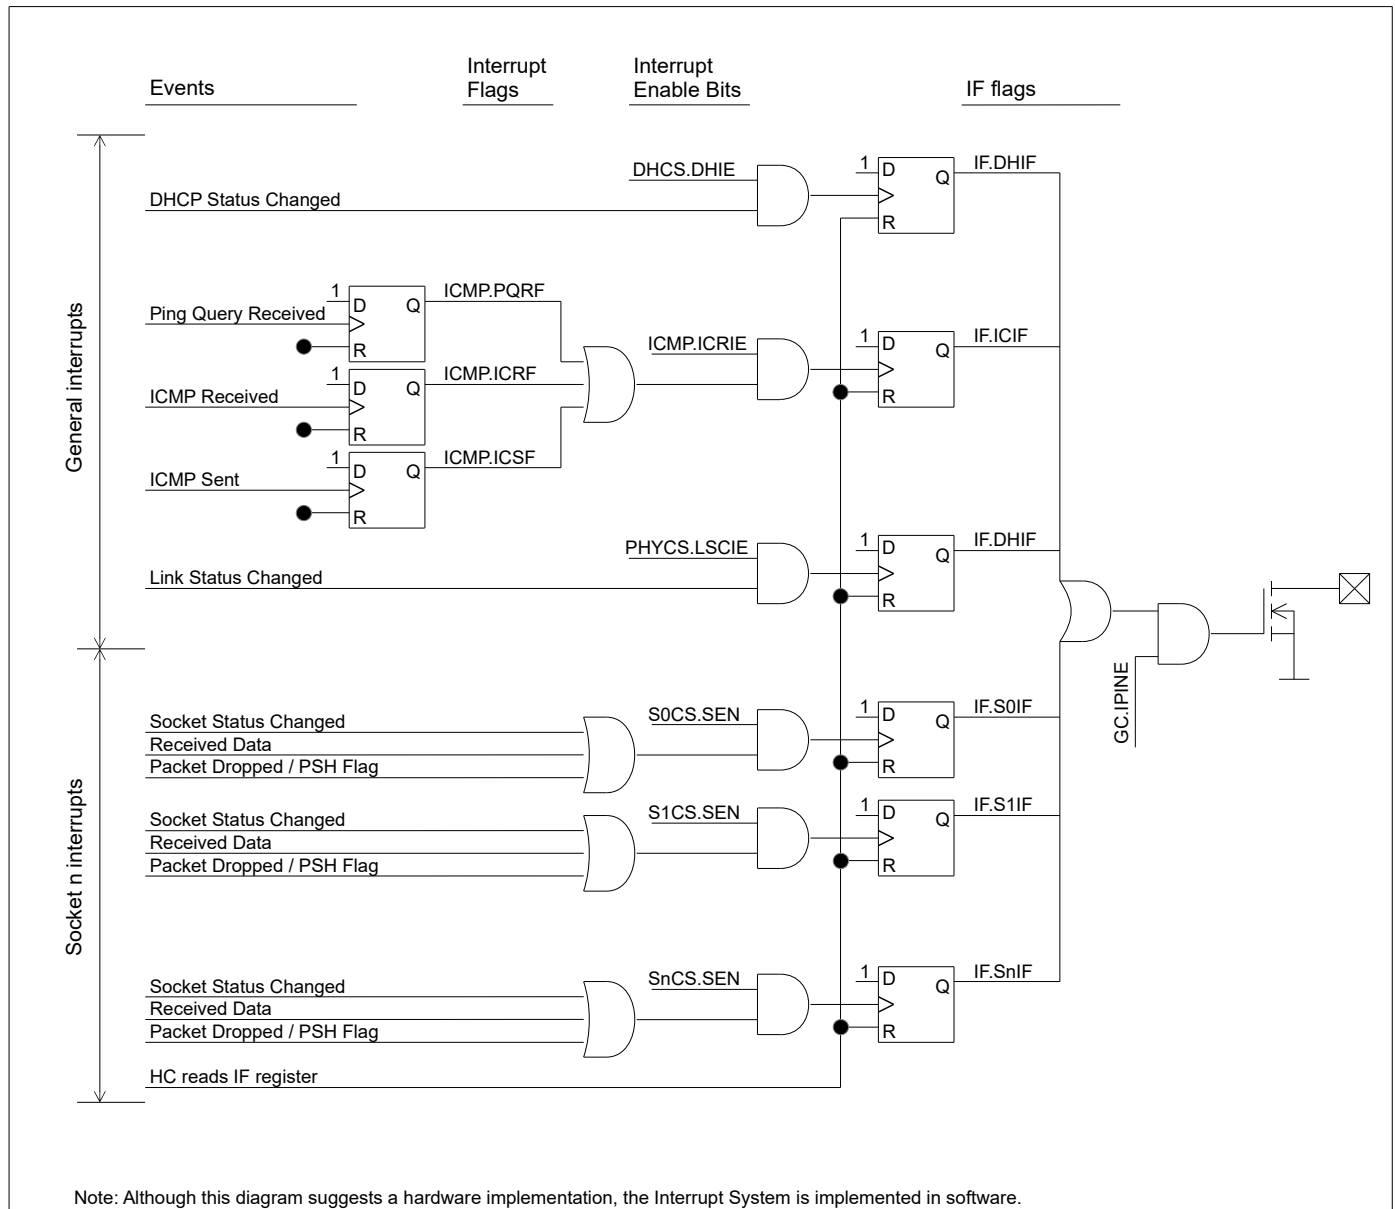 Events
Interrupt
Flags
Interrupt
Enable Bits
IF flags
General interrupts
DHCP Status Changed
DHCS.DHIE
1
D
Q
R
IF.DHIF
Ping Query Received
1
D
Q
R
ICMP.PQRF
ICMP Received
1
D
Q
R
ICMP.ICRF
ICMP Sent
1
D
Q
R
ICMP.ICSF
ICMP.ICRIE
1
D
Q
R
IF.ICIF
Link Status Changed
PHYCS.LSCIE
1
D
Q
R
IF.DHIF
GC.IPINE
Socket n interrupts
Socket Status Changed
Received Data
Packet Dropped / PSH Flag
S0CS.SEN
1
D
Q
R
IF.S0IF
Socket Status Changed
Received Data
Packet Dropped / PSH Flag
S1CS.SEN
1
D
Q
R
IF.S1IF
Socket Status Changed
Received Data
Packet Dropped / PSH Flag
SnCS.SEN
1
D
Q
R
IF.SnIF
HC reads IF register
Note: Although this diagram suggests a hardware implementation, the Interrupt System is implemented in software.